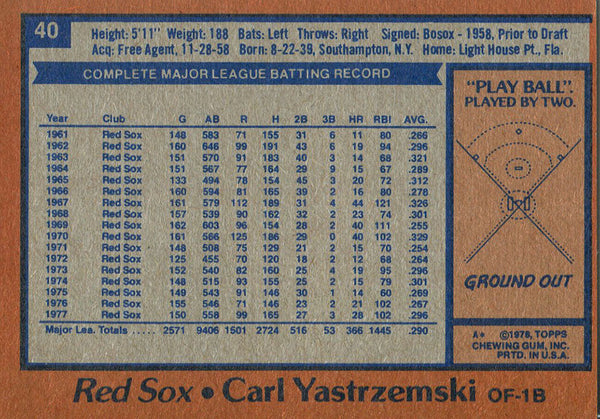 40
Height: 5'11" Weight: 188 Bats: Left Throws: Right Signed: Bosox - 1958, Prior to Draft
Acq: Free Agent, 11-28-58 Born: 8-22-39, Southampton, N.Y. Home: Light House Pt., Fla.
COMPLETE MAJOR LEAGUE BATTING RECORD
Year Club G AB R H 2B 3B HR RBI AVG.
1961 Red Sox 148 583 71 155 31 6 11 80 .266
1962 Red Sox 160 646 99 191 43 6 19 94 .296
1963 Red Sox 151 570 91 183 40 3 14 68 .321
1964 Red Sox 151 567 77 164 29 9 15 67 .289
1965 Red Sox 133 494 78 154 45 3 20 72 .312
1966 Red Sox 160 594 81 165 39 2 16 80 .278
1967 Red Sox 161 579 112 189 31 4 44 121 .326
1968 Red Sox 157 539 90 162 32 2 23 74 .301
1969 Red Sox 162 603 96 154 28 2 40 111 .255
1970 Red Sox 161 566 125 186 29 0 40 102 .329
1971 Red Sox 148 508 75 129 21 2 15 70 .254
1972 Red Sox 125 455 70 120 18 2 12 68 .264
1973 Red Sox 152 540 82 160 25 4 19 95 .296
1974 Red Sox 148 515 93 155 25 2 15 79 .301
1975 Red Sox 149 543 91 146 30 1 14 60 .269
1976 Red Sox 155 546 71 146 23 2 21 102 .267
1977 Red Sox 150 558 99 165 27 3 28 102 .296
Major Lea. Totals 2571 9406 1501 2724 516 53 366 1445 .290
"PLAY BALL".
PLAYED BY TWO.
GROUND OUT
A* ©1978, TOPPS
CHEWING GUM, INC.
PRTD. IN U.S.A.
Red Sox • Carl Yastrzemski OF-1B